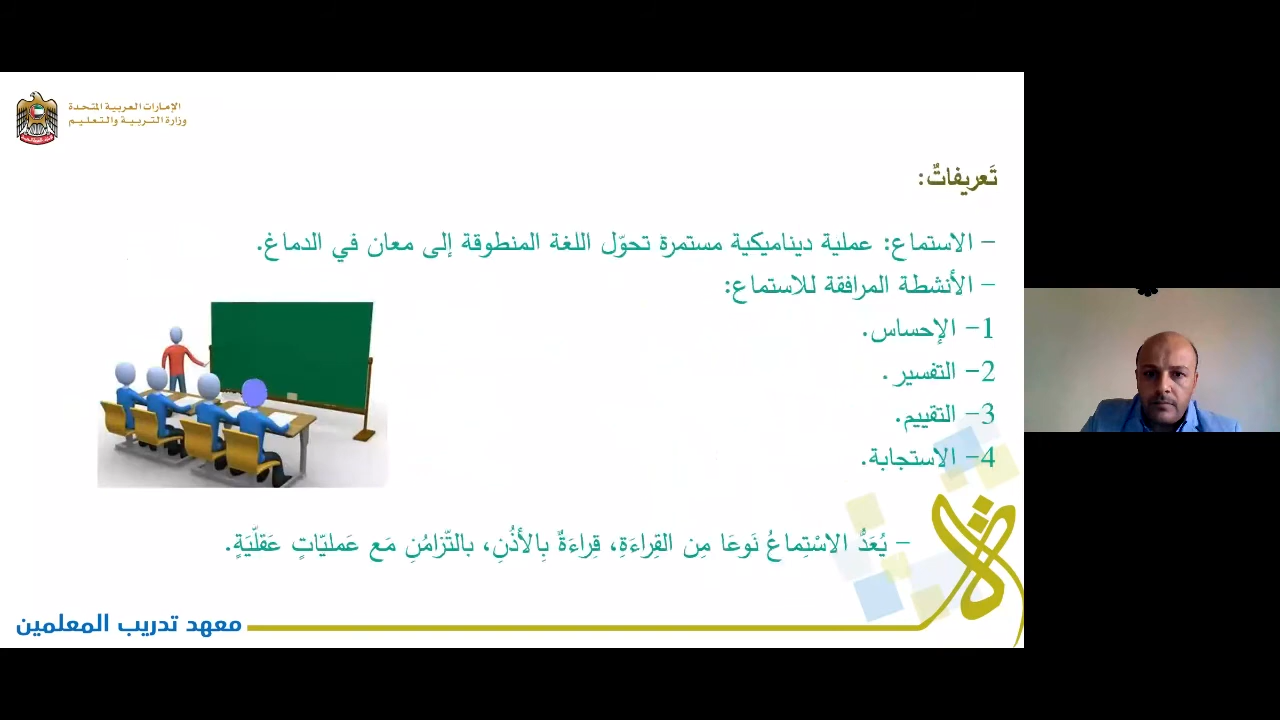 الإمارات العربية المتحدة
وزارة التربية والتعليم
تَعريفاتٌ:
– الاستماع: عملية ديناميكية مستمرة تحوّل اللغة المنطوقة إلى معان في الدماغ.
– الأنشطة المرافقة للاستماع:
1– الإحساس.
2– التفسير.
3– التقييم.
4– الاستجابة.
– يُعَدُّ الاسْتِماعُ نَوعَا مِن القِراءَةِ، قِراءَةٌ بِالأذُنِ، بالتّزامُنِ مَع عَمليّاتٍ عَقلّيَةٍ.
معهد تدريب المعلمين